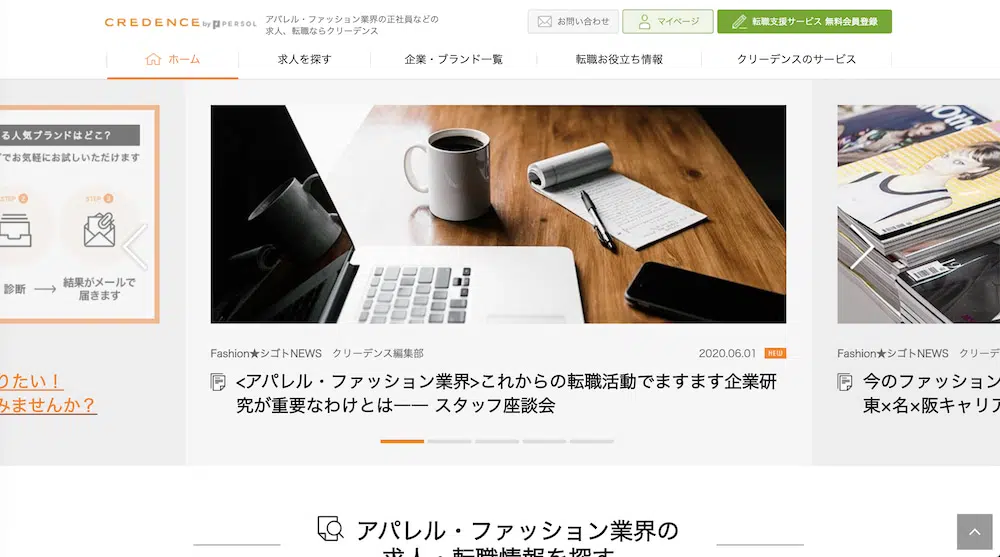 CREDENCE by PERSOL
アパレル・ファッション業界の正社員などの
求人、転職ならクリーデンス
お問い合わせ
マイページ
転職支援サービス 無料会員登録
ホーム
求人を探す
企業・ブランド一覧
転職お役立ち情報
クリーデンスのサービス
る人気ブランドはどこ?
でお気軽にお試しいただけます
STEP 2
STEP 3
診断
結果がメールで
届きます
りたい!
みませんか?
Fashion★シゴトNEWS クリーデンス編集部
2020.06.01 NEW
<アパレル・ファッション業界>これからの転職活動でますます企業研
究が重要なわけとは―― スタッフ座談会
Fashion★シゴトNEWS クリーデ
今のファッション
東×名×阪キャリア
アパレル・ファッション業界の
求人・転職情報を探す